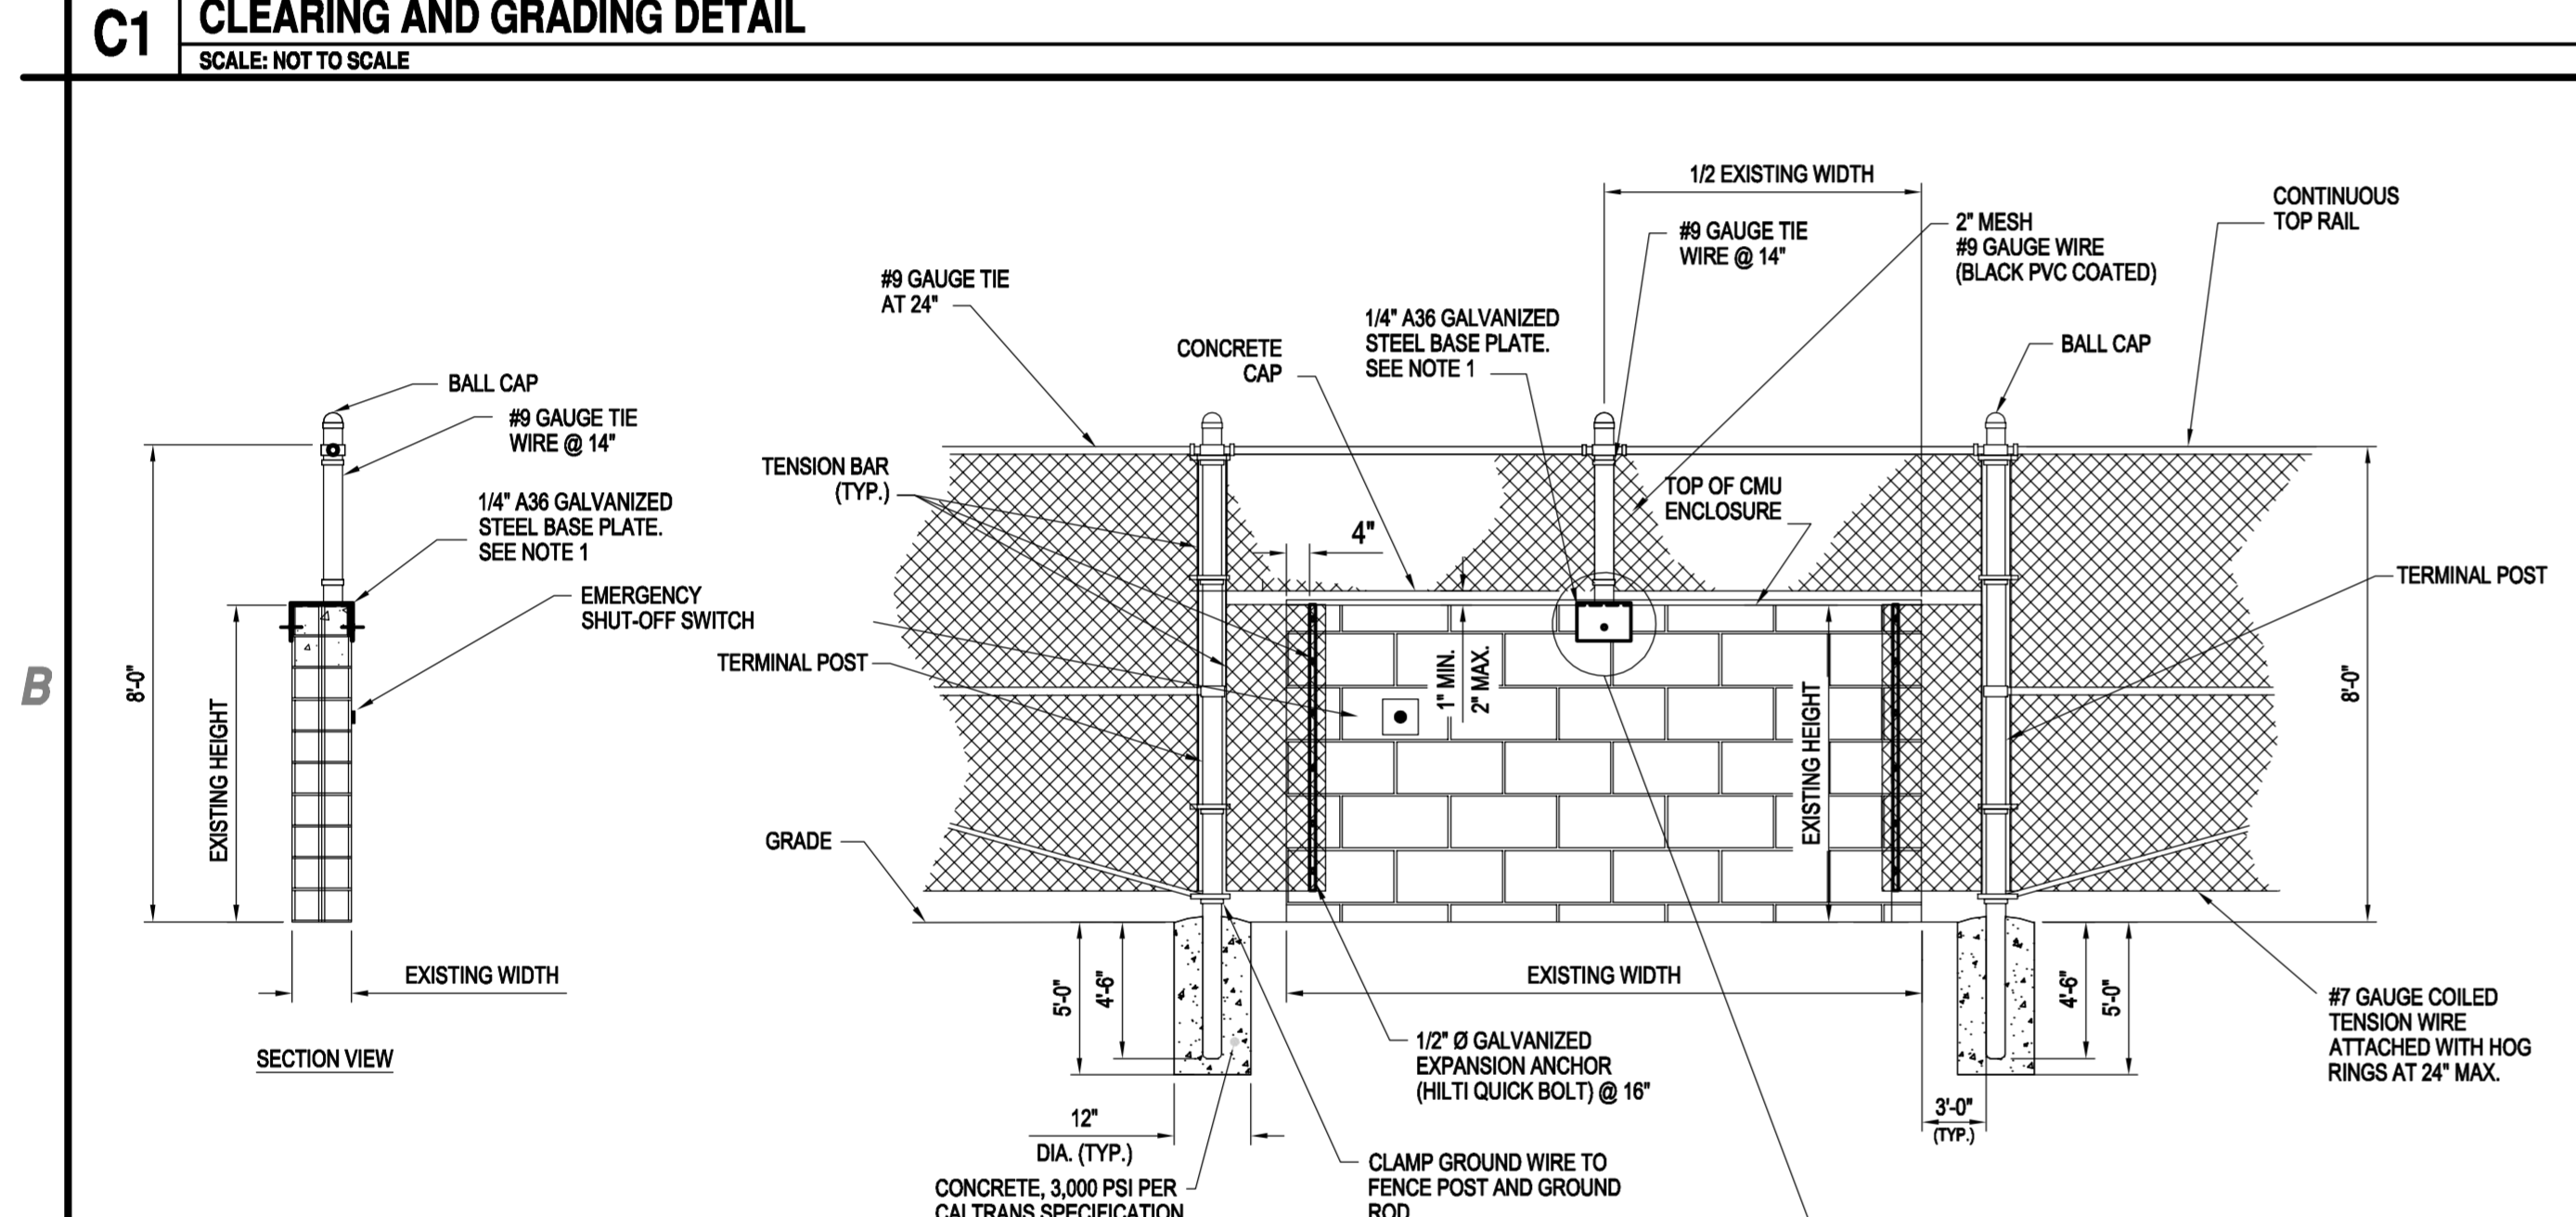 C1
CLEARING AND GRADING DETAIL
SCALE: NOT TO SCALE
1/2 EXISTING WIDTH
CONTINUOUS
TOP RAIL
2" MESH
#9 GAUGE WIRE
(BLACK PVC COATED)
#9 GAUGE TIE
WIRE @ 14"
#9 GAUGE TIE
AT 24"
1/4" A36 GALVANIZED
STEEL BASE PLATE.
SEE NOTE 1
CONCRETE
CAP
BALL CAP
BALL CAP
#9 GAUGE TIE
WIRE @ 14"
TENSION BAR
(TYP.)
1/4" A36 GALVANIZED
STEEL BASE PLATE.
SEE NOTE 1
TOP OF CMU
ENCLOSURE
4"
TERMINAL POST
EMERGENCY
SHUT-OFF SWITCH
TERMINAL POST
B
8'-0"
EXISTING HEIGHT
1" MIN.
2" MAX.
EXISTING HEIGHT
8'-0"
GRADE
EXISTING WIDTH
SECTION VIEW
5'-0"
4'-6"
EXISTING WIDTH
4'-6"
5'-0"
#7 GAUGE COILED
TENSION WIRE
ATTACHED WITH HOG
RINGS AT 24" MAX.
1/2" Ø GALVANIZED
EXPANSION ANCHOR
(HILTI QUICK BOLT) @ 16"
12"
DIA. (TYP.)
3'-0"
(TYP.)
CONCRETE, 3,000 PSI PER
CALTRANS SPECIFICATION
CLAMP GROUND WIRE TO
FENCE POST AND GROUND
ROD